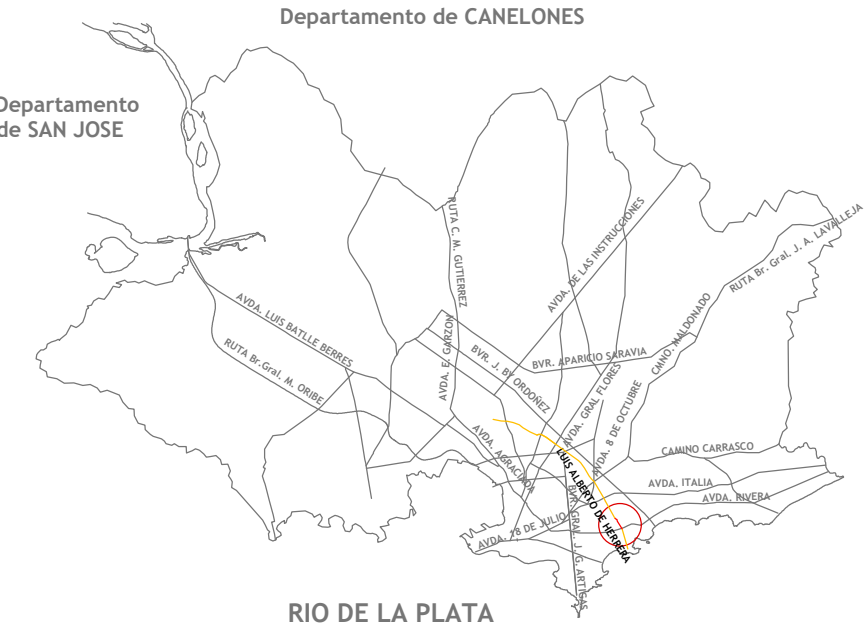 Departamento de CANELONES
Departamento
de SAN JOSE
RUTA C. M. GUTIERREZ
AVDA. DE LAS INSTRUCCIONES
RUTA Br. Gral. J. A. LAVALLEJA
AVDA. LUIS BATLLE BERRES
RUTA Br.Gral. M. ORIBE
AVDA. E. GARZON
BVR. J. BY ORDOÑEZ
BVR. APARICIO SARAVIA
CMNO. MALDONADO
AVDA. GRAL FLORES
AVDA. 8 DE OCTUBRE
AVDA. AGRACIADA
CAMINO CARRASCO
LUIS ALBERTO DE HERRERA
AVDA. ITALIA
AVDA. RIVERA
BVR. GRAL. J. G. ARTIGAS
AVDA. 18 DE JULIO
RIO DE LA PLATA